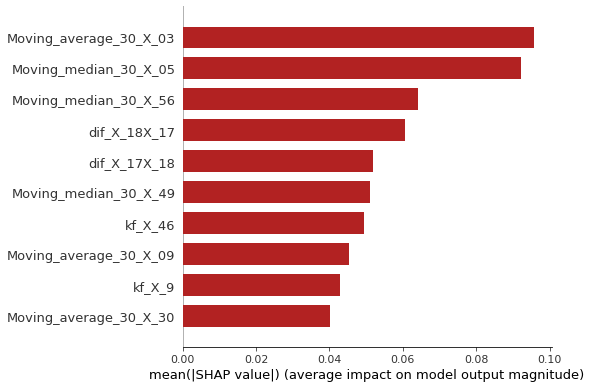 Moving_average_30_X_03
Moving_median_30_X_05
Moving_median_30_X_56
dif_X_18X_17
dif_X_17X_18
Moving_median_30_X_49
kf_X_46
Moving_average_30_X_09
kf_X_9
Moving_average_30_X_30
0.00 0.02 0.04 0.06 0.08 0.10
mean(|SHAP value|) (average impact on model output magnitude)